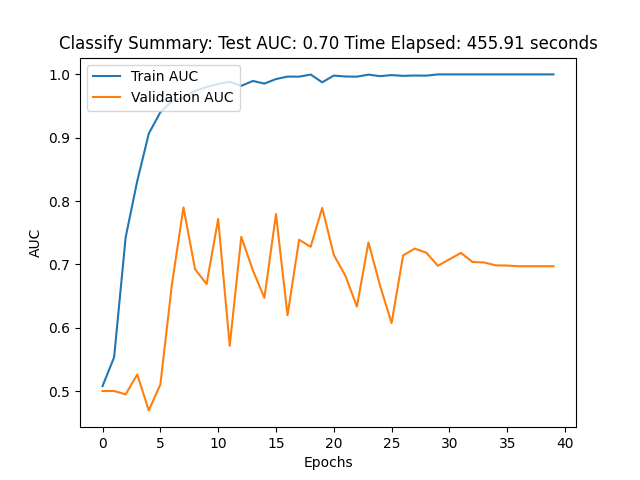 Classify Summary: Test AUC: 0.70 Time Elapsed: 455.91 seconds
Train AUC
Validation AUC
1.0
0.9
0.8
0.7
0.6
0.5
AUC
0 5 10 15 20 25 30 35 40
Epochs